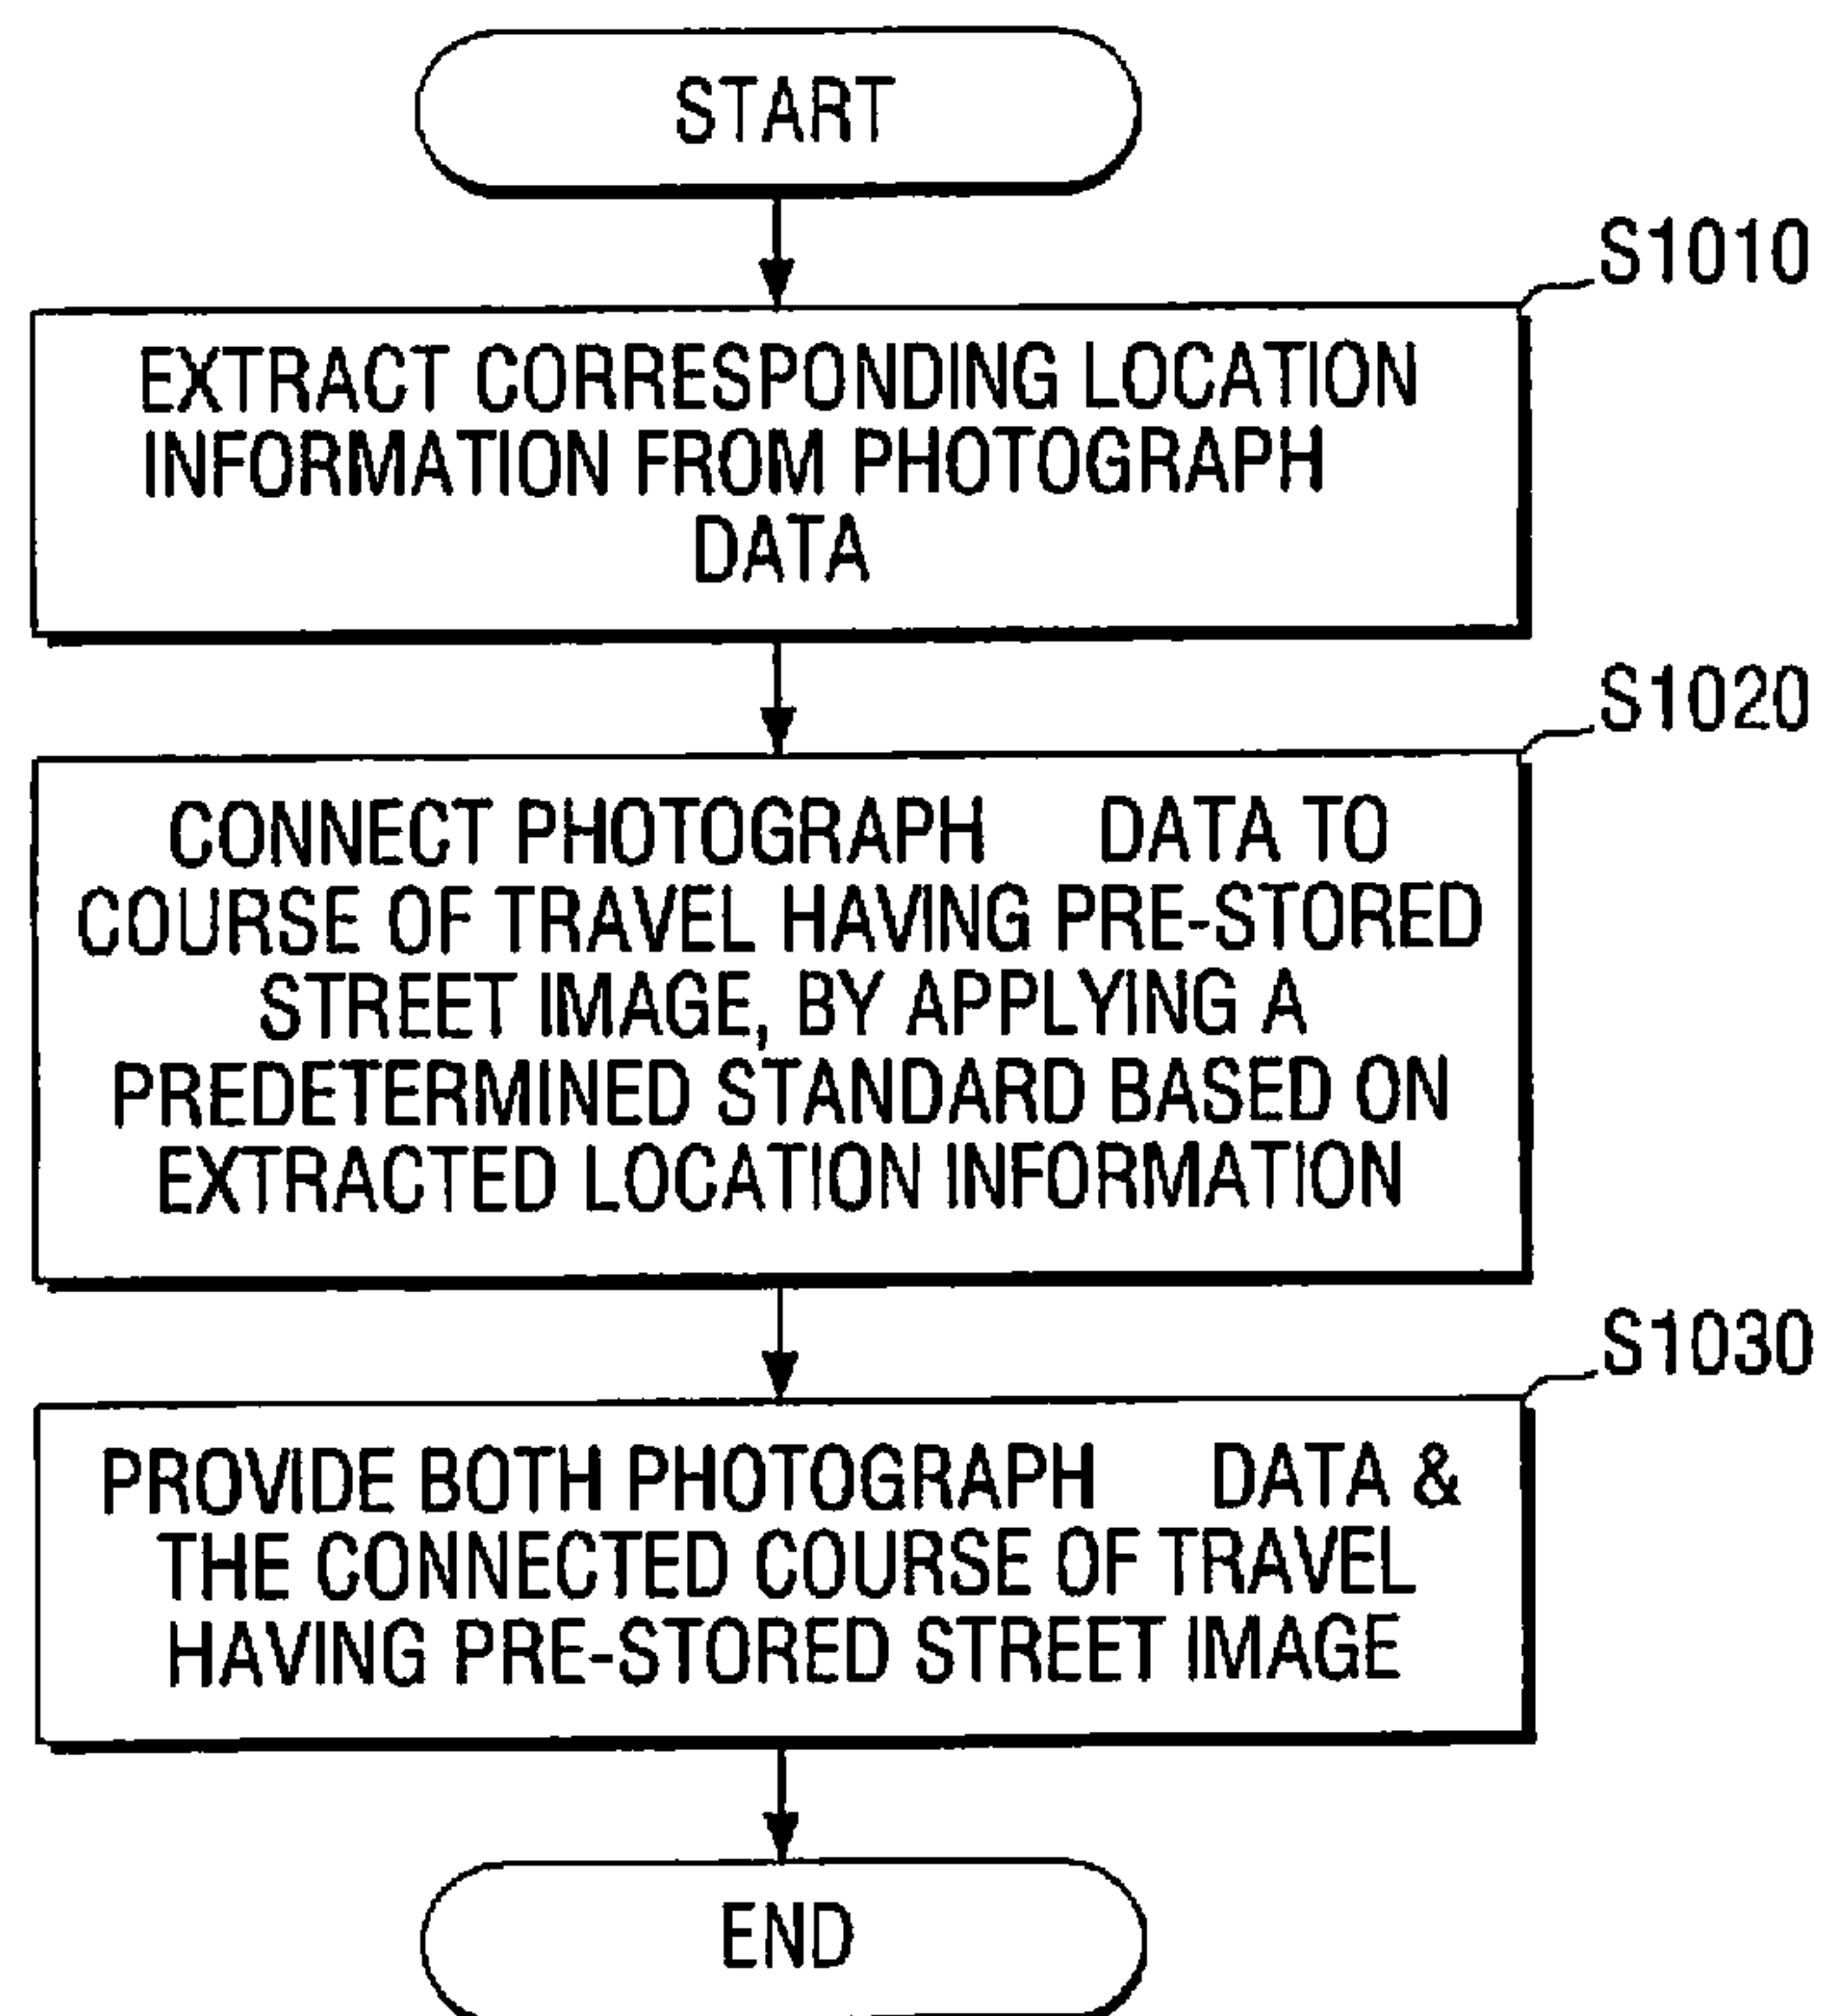 START
S1010
EXTRACT CORRESPONDING LOCATION
INFORMATION FROM PHOTOGRAPH
DATA
S1020
CONNECT PHOTOGRAPH DATA TO
COURSE OF TRAVEL HAVING PRE-STORED
STREET IMAGE, BY APPLYING A
PREDETERMINED STANDARD BASED ON
EXTRACTED LOCATION INFORMATION
S1030
PROVIDE BOTH PHOTOGRAPH DATA &
THE CONNECTED COURSE OF TRAVEL
HAVING PRE-STORED STREET IMAGE
END